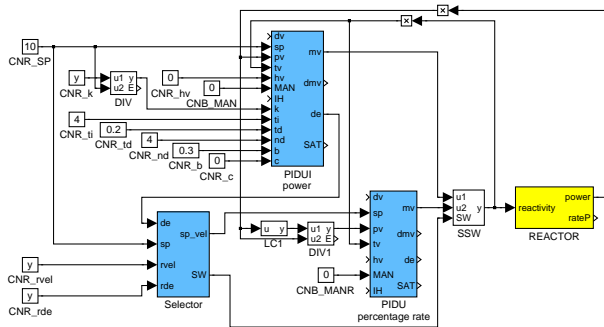 dv
10
sp
mv
CNR_SP
pv
tv
y
u1
y
0
hv
dmv
u2
E
CNR_k
CNR_hv
0
MAN
DIV
CNB_MAN
IH
k
de
4
ti
CNR_ti
0.2
td
CNR_td
4
nd
SAT
CNR_nd
0.3
b
CNR_b
0
c
CNR_c
PIDUI
power
dv
mv
u1
power
de
sp
u2
reactivity
sp_vel
SW
rateP
u
y
u1
y
pv
dmv
sp
u2
E
tv
SSW
REACTOR
LC1
DIV1
hv
de
y
rvel
CNR_rvel
SW
0
MAN
y
rde
CNB_MANR
IH
SAT
CNR_rde
Selector
PIDU
percentage rate